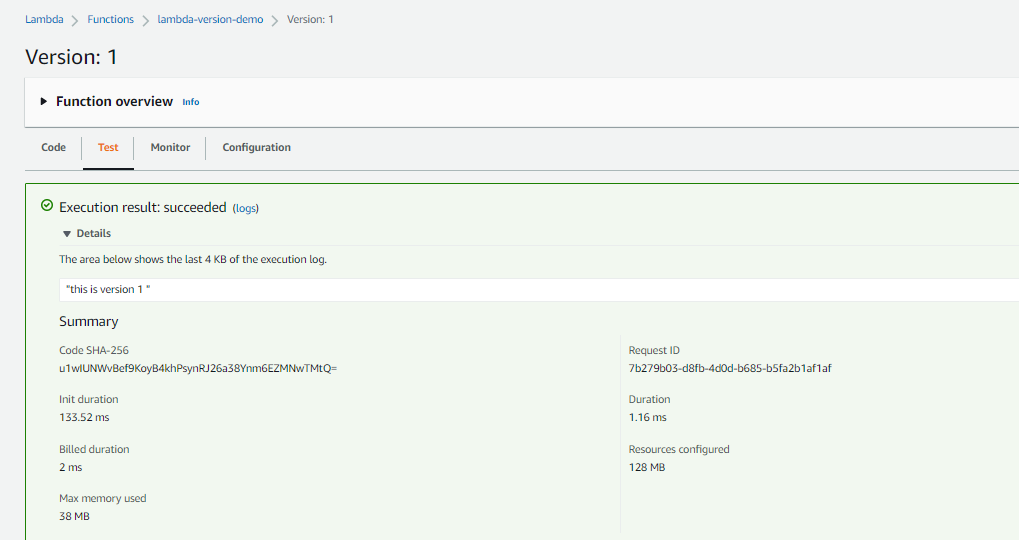 Lambda > Functions > lambda-version-demo > Version: 1
Version: 1
Function overview Info
Code Test Monitor Configuration
Execution result: succeeded (logs)
Details
The area below shows the last 4 KB of the execution log.
"this is version 1 "
Summary
Code SHA-256
u1wIUNWvBef9KoyB4khPsynRJ26a38Ynm6EZMNwTMtQ=
Request ID
7b279b03-d8fb-4d0d-b685-b5fa2b1af1af
Init duration
133.52 ms
Duration
1.16 ms
Billed duration
2 ms
Resources configured
128 MB
Max memory used
38 MB